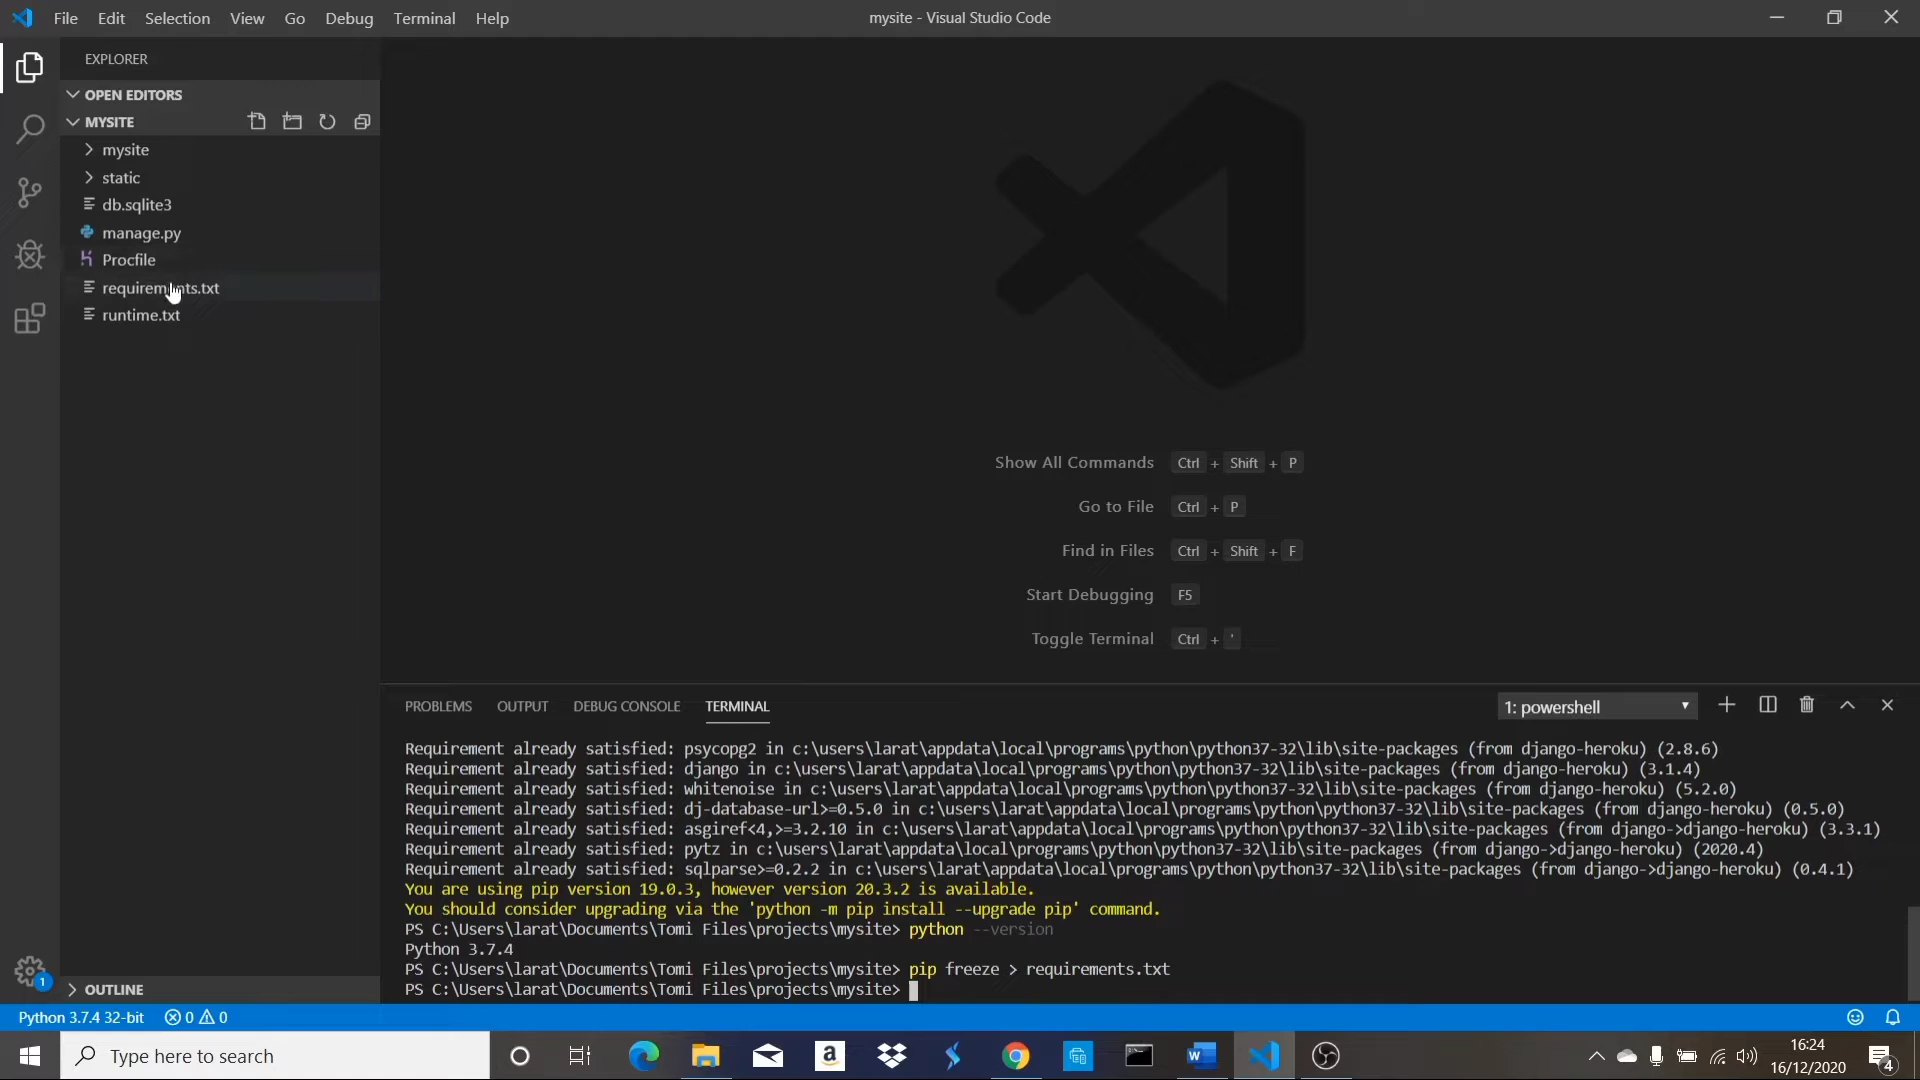 File Edit Selection View Go Debug Terminal Help
mysite - Visual Studio Code
EXPLORER
OPEN EDITORS
MYSITE
mysite
static
db.sqlite3
manage.py
Procfile
requirements.txt
runtime.txt
OUTLINE
Show All Commands Ctrl + Shift + P
Go to File Ctrl + P
Find in Files Ctrl + Shift + F
Start Debugging F5
Toggle Terminal Ctrl + '
PROBLEMS OUTPUT DEBUG CONSOLE TERMINAL 1: powershell
Requirement already satisfied: psycopg2 in c:\users\larat\appdata\local\programs\python\python37-32\lib\site-packages (from django-heroku) (2.8.6)
Requirement already satisfied: django in c:\users\larat\appdata\local\programs\python\python37-32\lib\site-packages (from django-heroku) (3.1.4)
Requirement already satisfied: whitenoise in c:\users\larat\appdata\local\programs\python\python37-32\lib\site-packages (from django-heroku) (5.2.0)
Requirement already satisfied: dj-database-url>=0.5.0 in c:\users\larat\appdata\local\programs\python\python37-32\lib\site-packages (from django-heroku) (0.5.0)
Requirement already satisfied: asgiref<4,>=3.2.10 in c:\users\larat\appdata\local\programs\python\python37-32\lib\site-packages (from django->django-heroku) (3.3.1)
Requirement already satisfied: pytz in c:\users\larat\appdata\local\programs\python\python37-32\lib\site-packages (from django->django-heroku) (2020.4)
Requirement already satisfied: sqlparse>=0.2.2 in c:\users\larat\appdata\local\programs\python\python37-32\lib\site-packages (from django->django-heroku) (0.4.1)
You are using pip version 19.0.3, however version 20.3.2 is available.
You should consider upgrading via the 'python -m pip install --upgrade pip' command.
PS C:\Users\larat\Documents\Tomi Files\projects\mysite> python --version
Python 3.7.4
PS C:\Users\larat\Documents\Tomi Files\projects\mysite> pip freeze > requirements.txt
PS C:\Users\larat\Documents\Tomi Files\projects\mysite>
1
Python 3.7.4 32-bit 0 0
Type here to search
a
16:24
16/12/2020
4